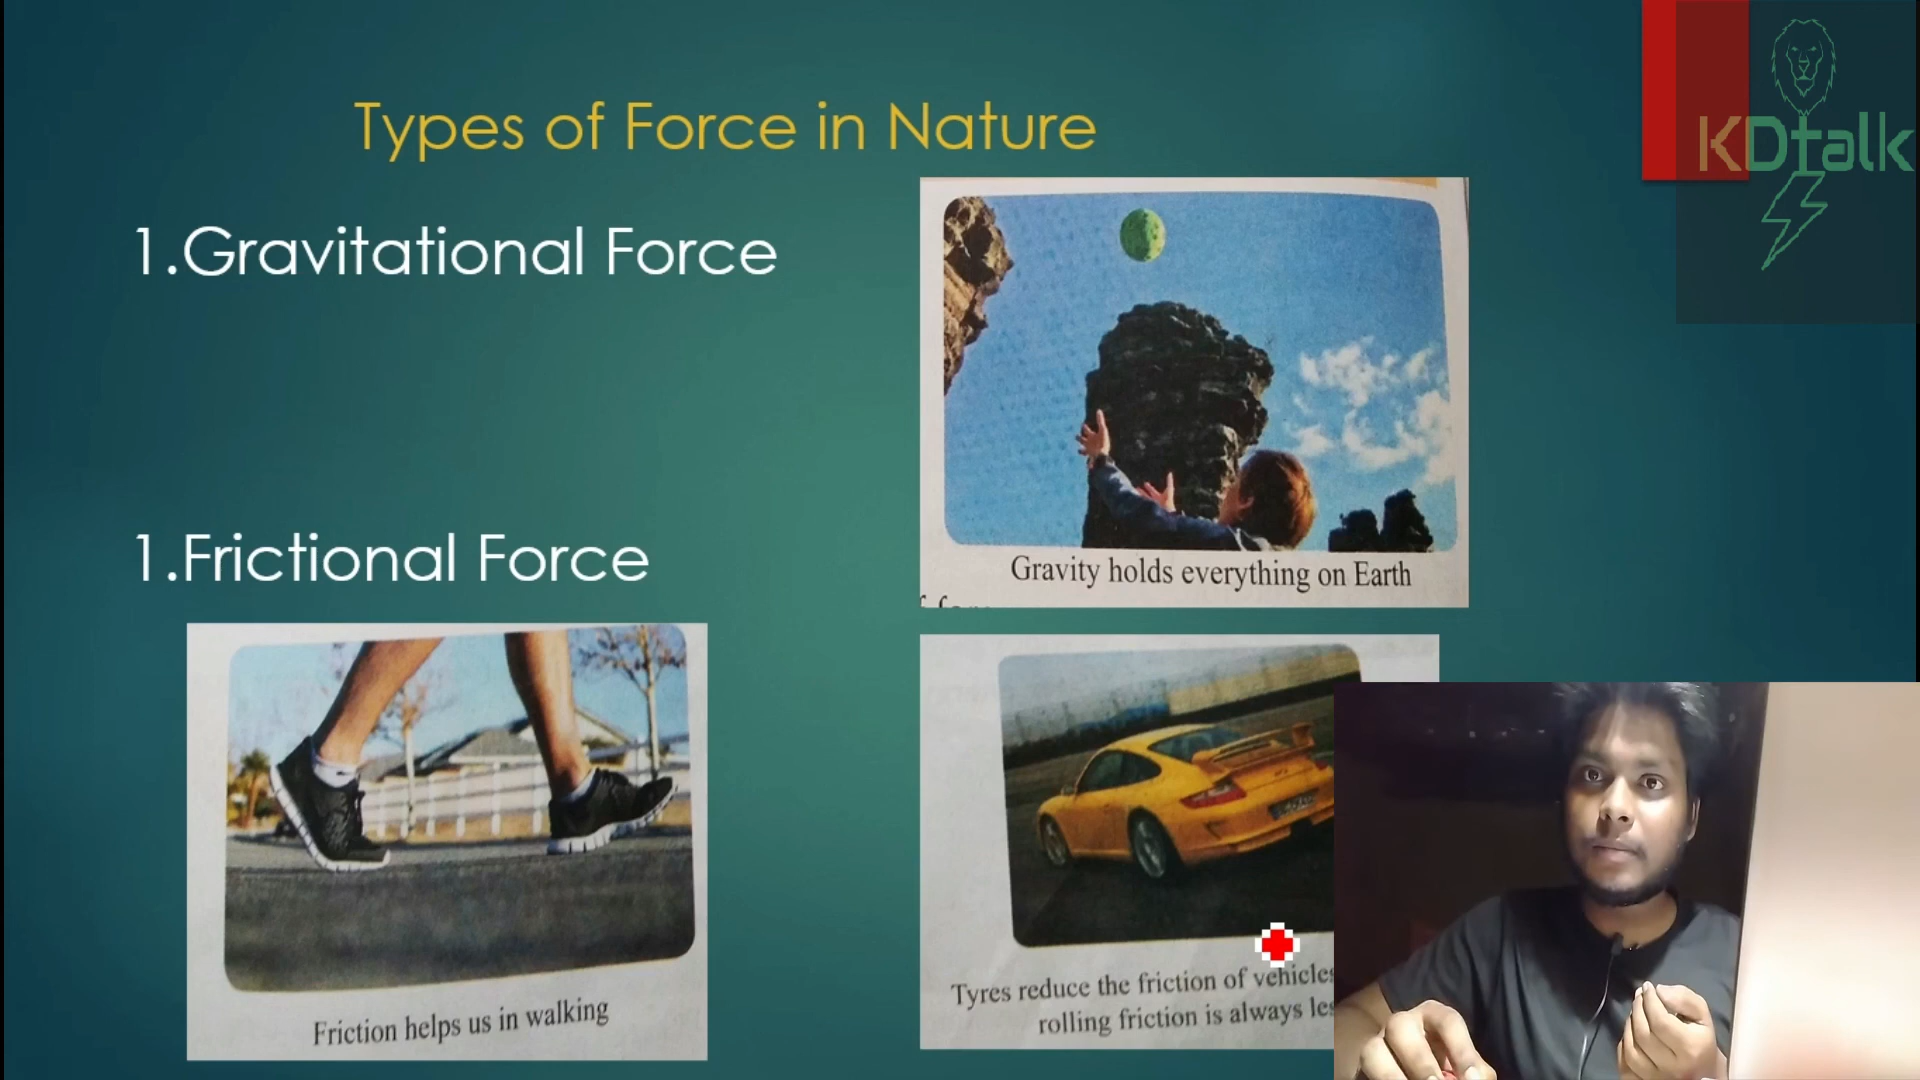 KDtalk
Types of Force in Nature
1.Gravitational Force
Gravity holds everything on Earth
1.Frictional Force
Friction helps us in walking
Tyres reduce the friction of vehicles
rolling friction is always